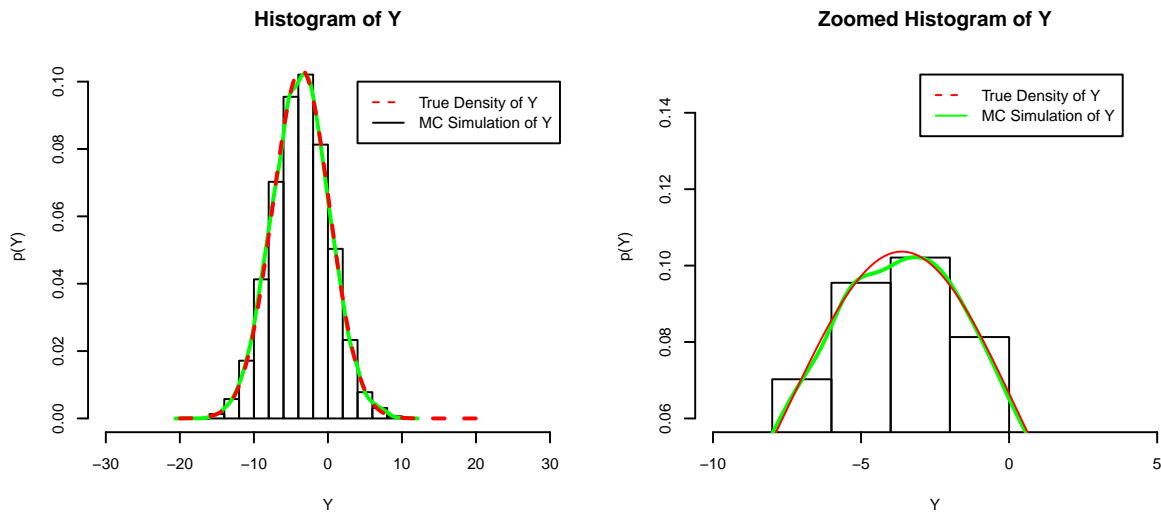 Histogram of Y
True Density of Y
MC Simulation of Y
p(Y)
0.10
0.08
0.06
0.04
0.02
0.00
−30 −20 −10 0 10 20 30
Y
Zoomed Histogram of Y
True Density of Y
MC Simulation of Y
p(Y)
0.14
0.12
0.10
0.08
0.06
−10 −5 0 5
Y